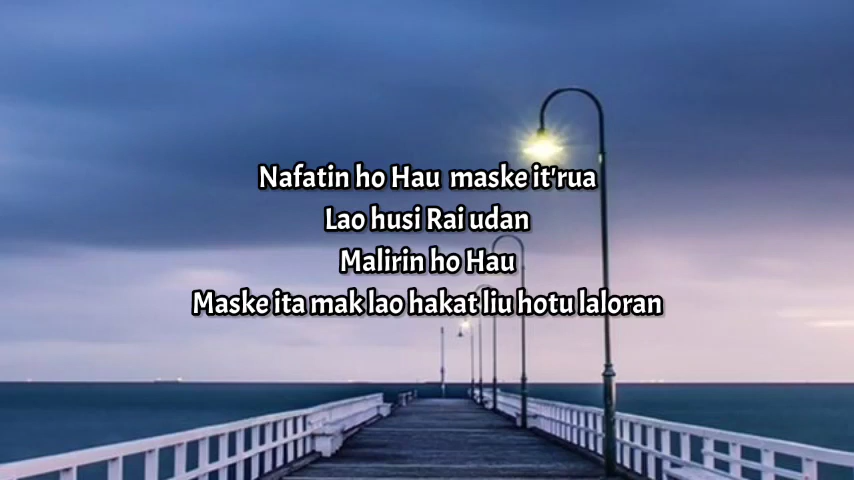 Nafatin ho Hau maske it'rua
Lao husi Rai udan
Malirin ho Hau
Maske ita mak lao hakat liu hotu laloran